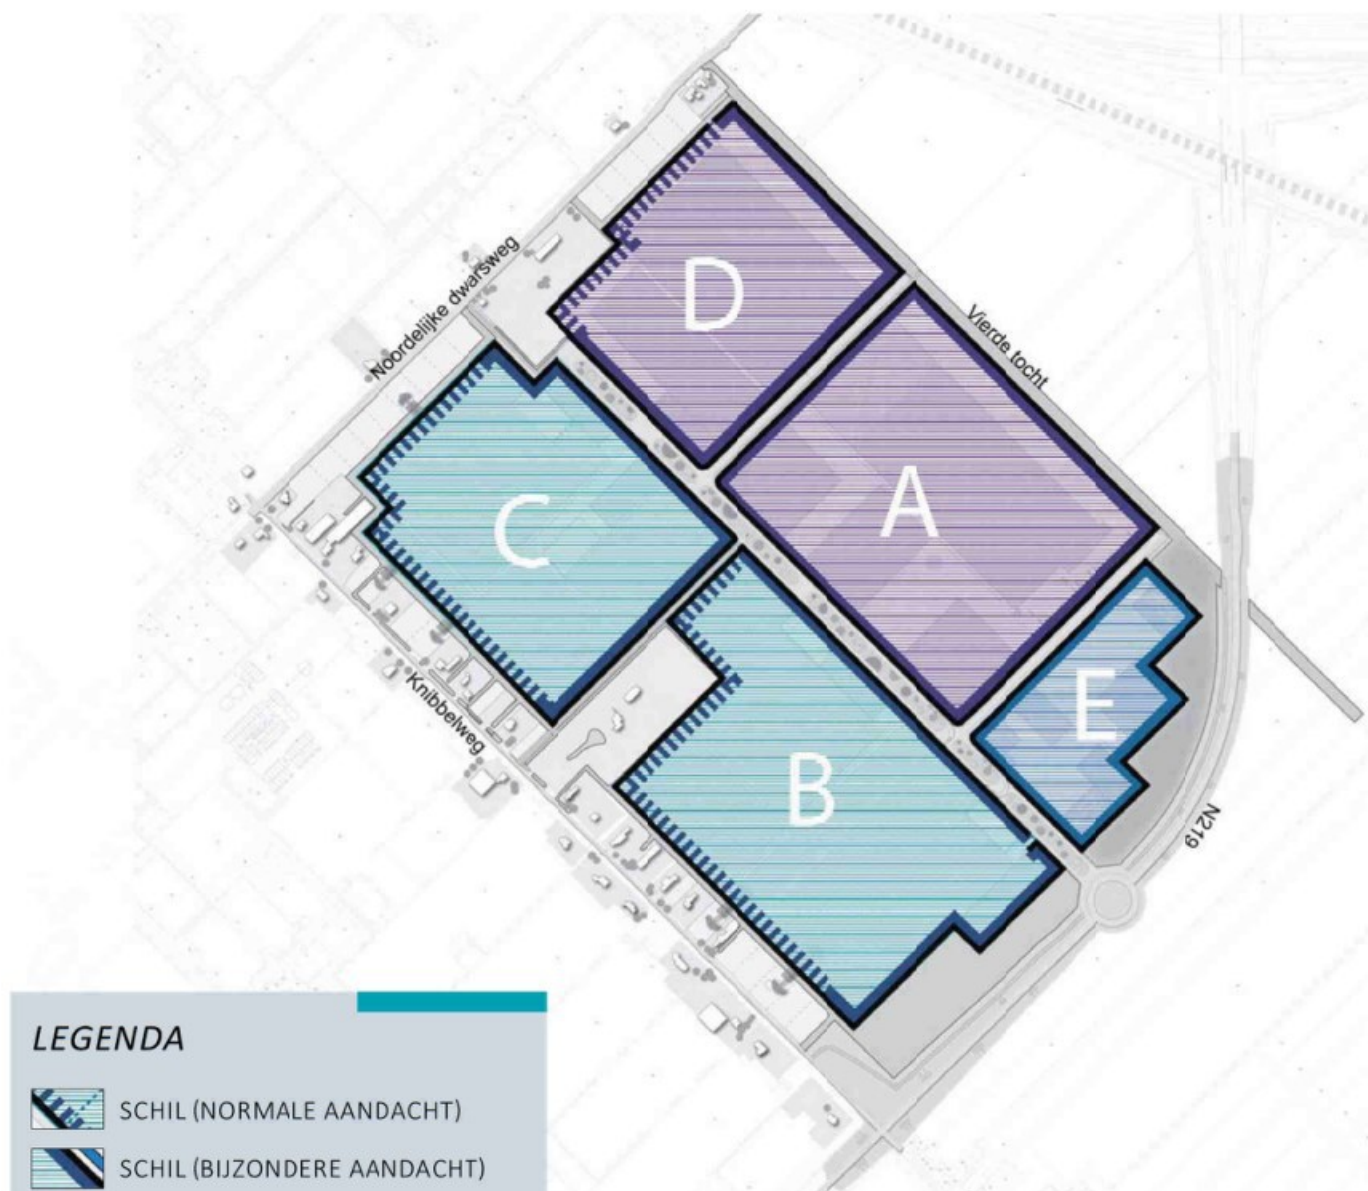 Noordelijke dwarsweg
D
Vierde tocht
A
C
E
Knibbelweg
B
N219
LEGENDA
SCHIL (NORMALE AANDACHT)
SCHIL (BIJZONDERE AANDACHT)